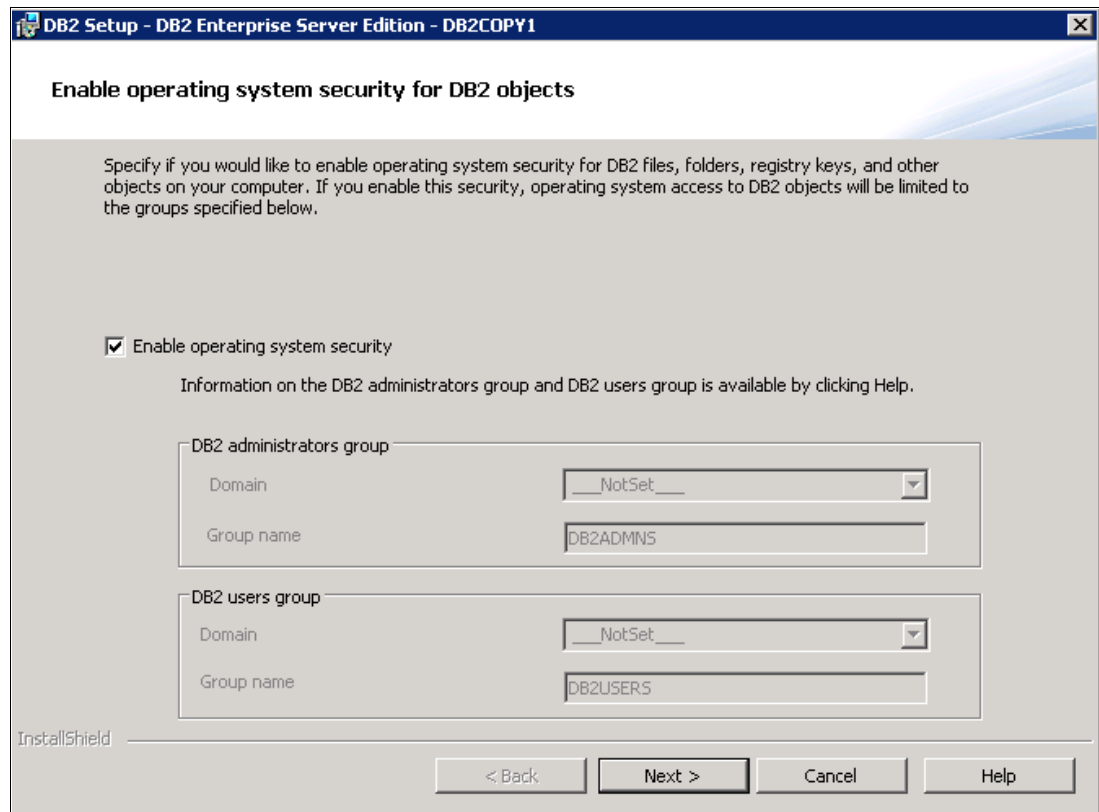 DB2 Setup - DB2 Enterprise Server Edition - DB2COPY1
Enable operating system security for DB2 objects
Specify if you would like to enable operating system security for DB2 files, folders, registry keys, and other
objects on your computer. If you enable this security, operating system access to DB2 objects will be limited to
the groups specified below.
Enable operating system security
Information on the DB2 administrators group and DB2 users group is available by clicking Help.
DB2 administrators group
Domain ___NotSet___
Group name DB2ADMNS
DB2 users group
Domain ___NotSet___
Group name DB2USERS
InstallShield
< Back Next > Cancel Help